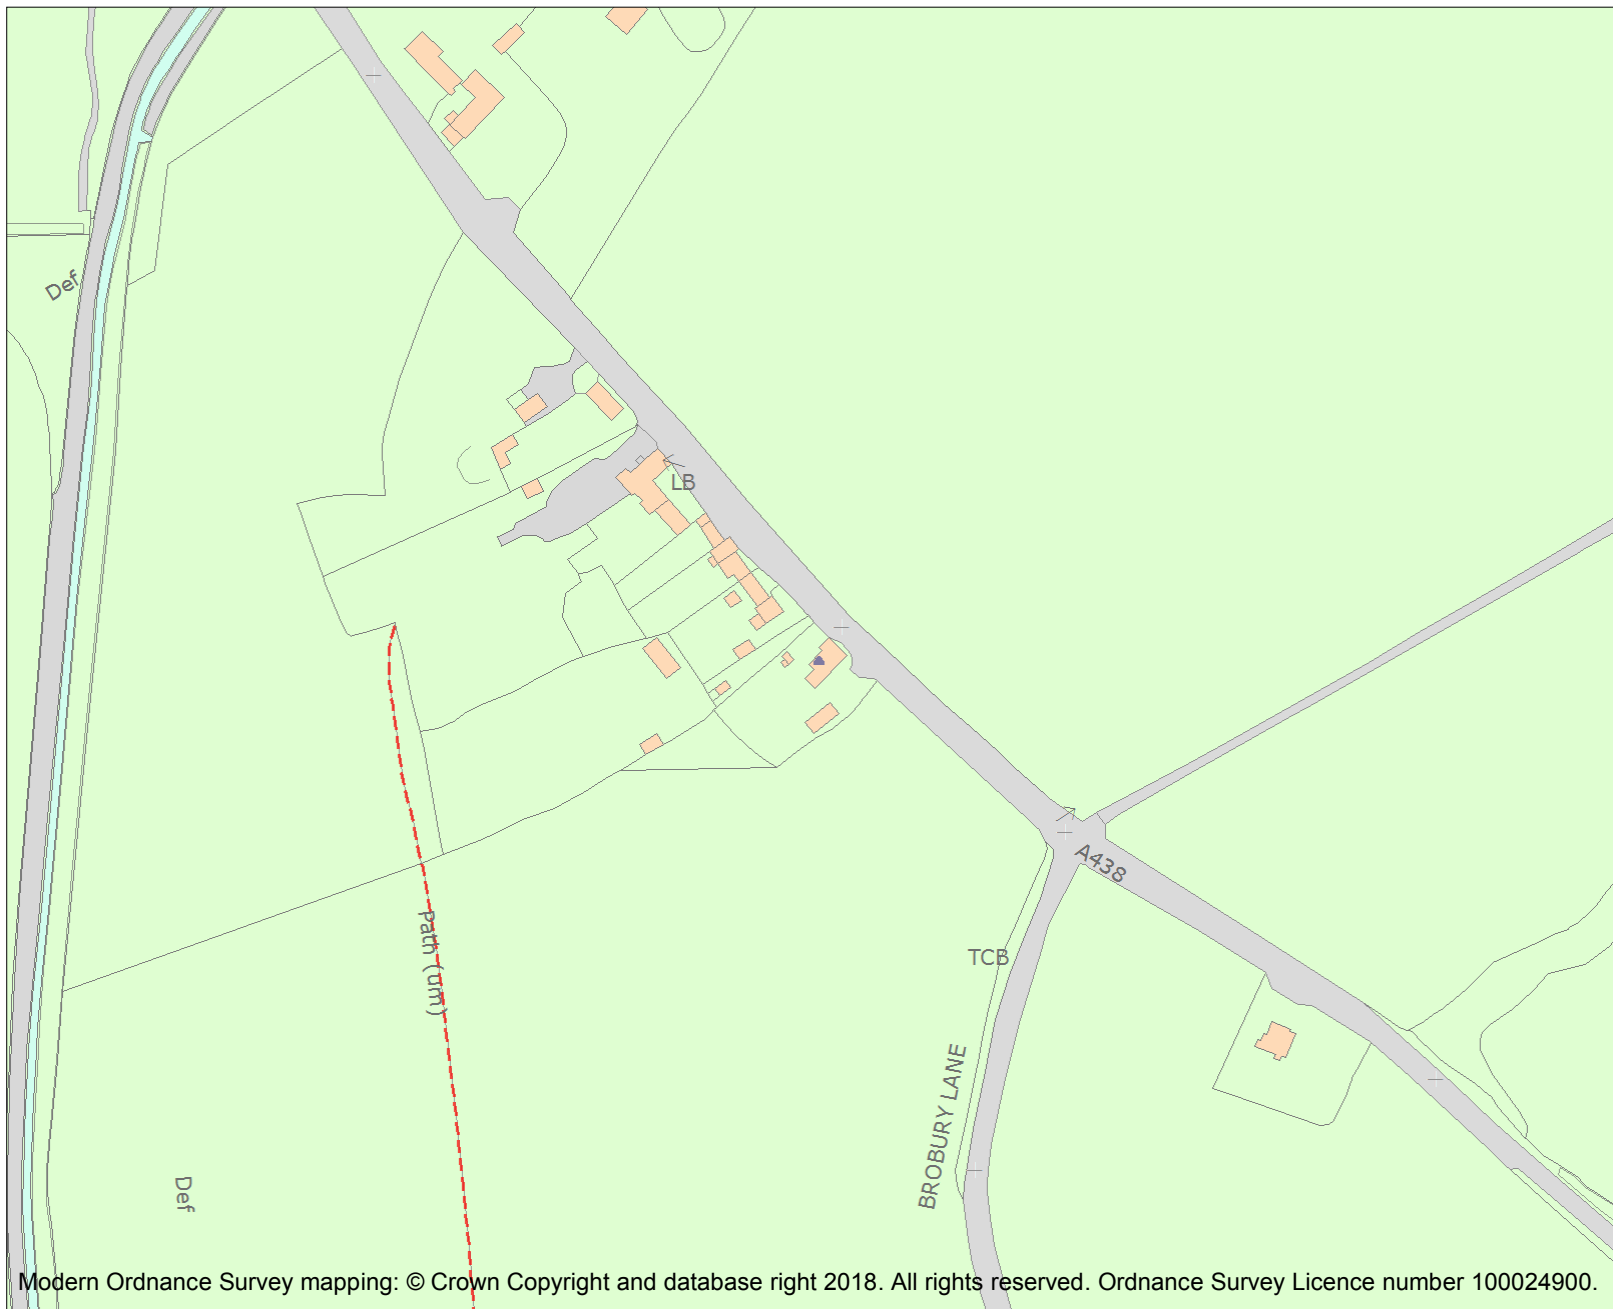 Def
LB
A438
Path (um)
TCB
BROBURY LANE
Def
Modern Ordnance Survey mapping: © Crown Copyright and database right 2018. All rights reserved. Ordnance Survey Licence number 100024900.